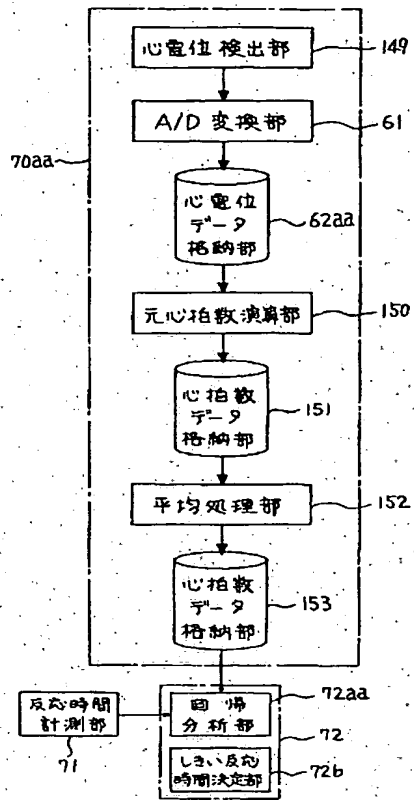 心電位検出部
149
A/D変換部
61
70aa
心電位
データ
格納部
62aa
元心拍数演算部
150
心拍数
データ
格納部
151
平均処理部
152
心拍数
データ
格納部
153
反応時間
計測部
71
回帰
分析部
72aa
72
しきい反応
時間決定部
72b